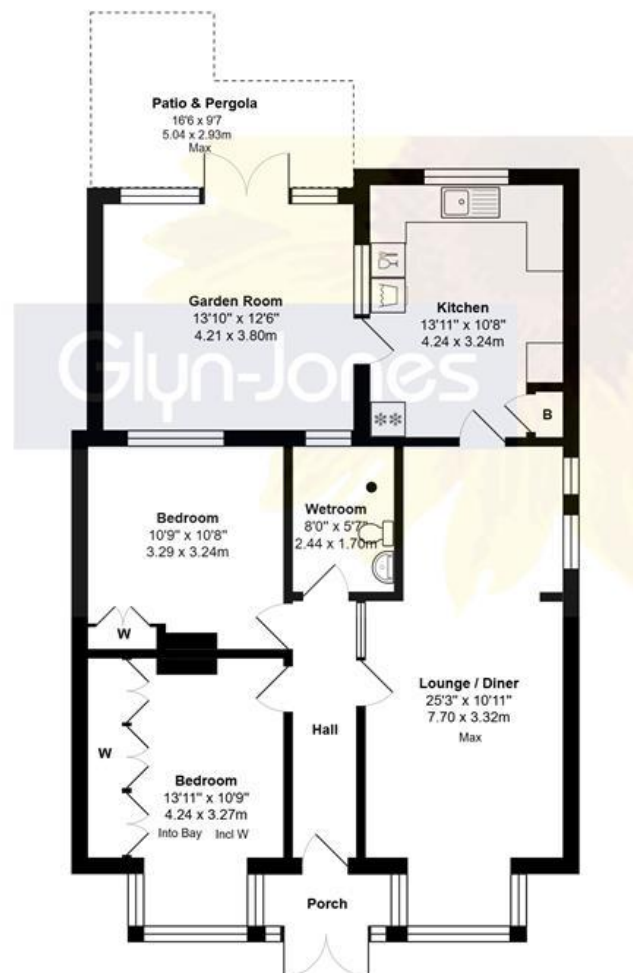 Patio & Pergola
16'6 x 9'7
5.04 x 2.93m
Max
Garden Room
13'10" x 12'6"
4.21 x 3.80m
Kitchen
13'11" x 10'8"
4.24 x 3.24m
Glyn-Jones
B
Bedroom
10'9" x 10'8"
3.29 x 3.24m
W
Wetroom
8'0" x 5'7"
2.44 x 1.70m
Lounge / Diner
25'3" x 10'11"
7.70 x 3.32m
Max
Hall
W
Bedroom
13'11" x 10'9"
4.24 x 3.27m
Into Bay Incl W
Porch